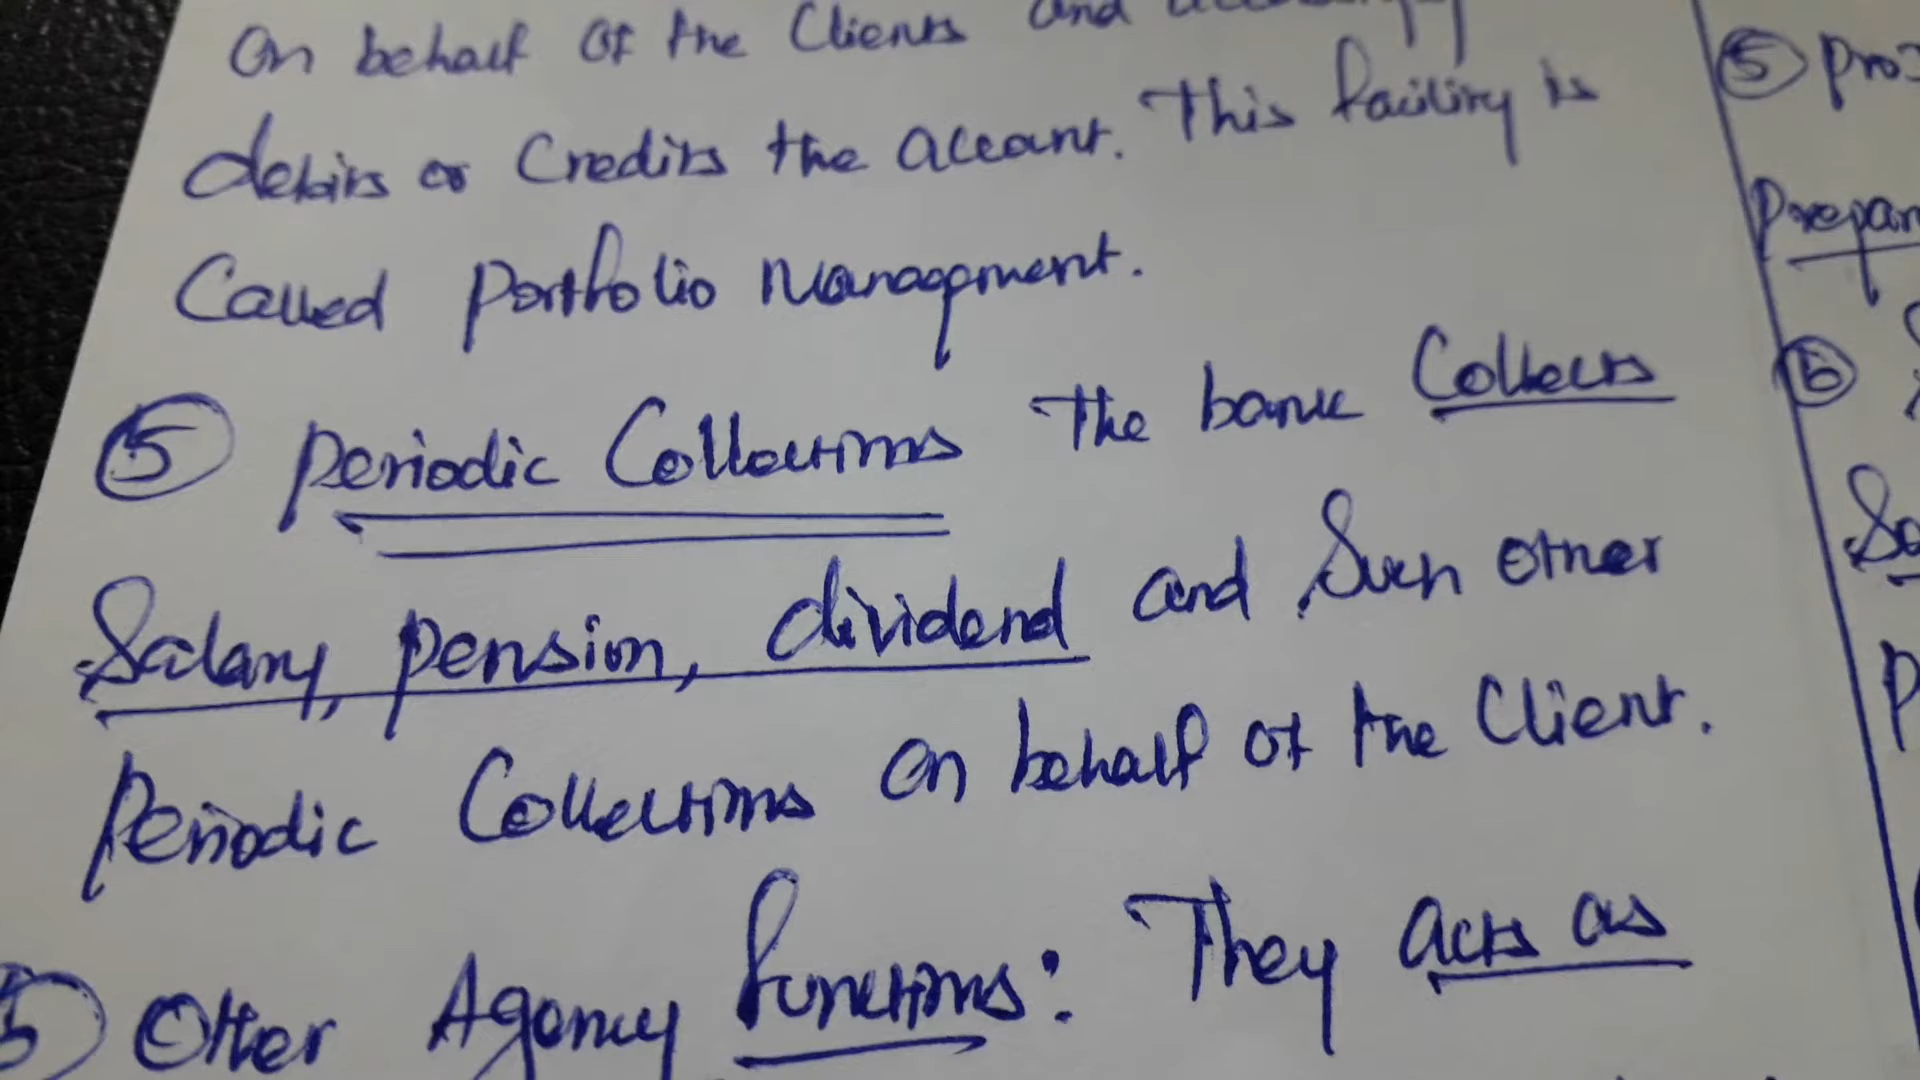 On behalf of the Clients and
debits or Credits the account. This facility is
Called Portfolio Management.
⑤ Periodic Collections The bank Collects
Salary, pension, dividend and Such other
Periodic Collections on behalf of the Client.
Other Agency functions: They acts as
⑤
⑥